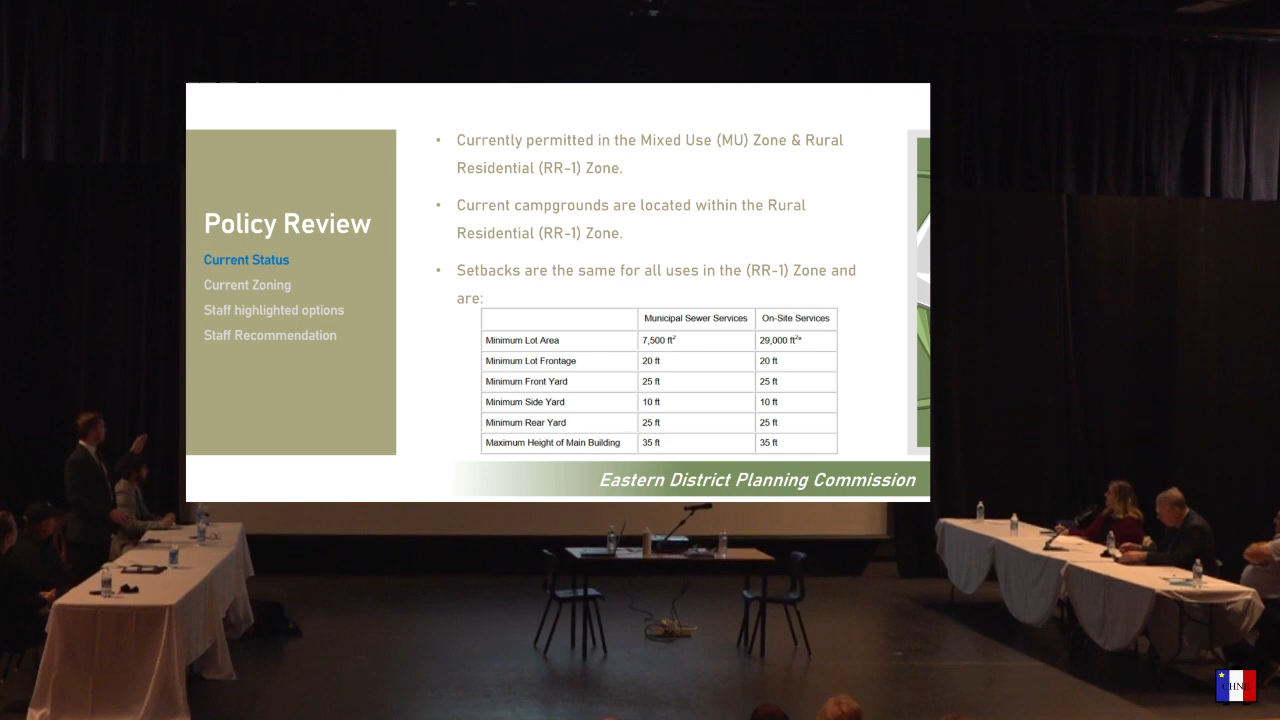 Policy Review
Current Status
Current Zoning
Staff highlighted options
Staff Recommendation
• Currently permitted in the Mixed Use (MU) Zone & Rural
Residential (RR-1) Zone.
• Current campgrounds are located within the Rural
Residential (RR-1) Zone.
• Setbacks are the same for all uses in the (RR-1) Zone and
are:
Municipal Sewer Services On-Site Services
Minimum Lot Area 7,500 ft² 29,000 ft²*
Minimum Lot Frontage 20 ft 20 ft
Minimum Front Yard 25 ft 25 ft
Minimum Side Yard 10 ft 10 ft
Minimum Rear Yard 25 ft 25 ft
Maximum Height of Main Building 35 ft 35 ft
Eastern District Planning Commission